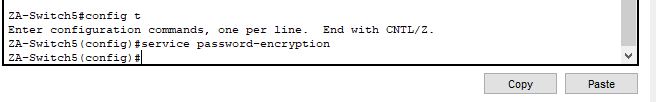 ZA-Switch5#config t
Enter configuration commands, one per line.  End with CNTL/Z.
ZA-Switch5(config)#service password-encryption
ZA-Switch5(config)#
Copy
Paste